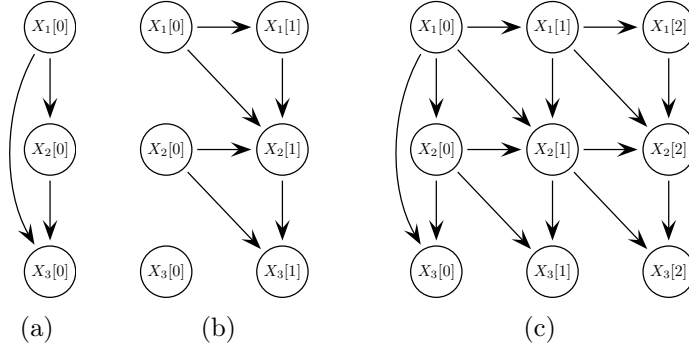 X₁[0] X₁[0] X₁[1] X₁[0] X₁[1] X₁[2]
X₂[0] X₂[0] X₂[1] X₂[0] X₂[1] X₂[2]
X₃[0] X₃[0] X₃[1] X₃[0] X₃[1] X₃[2]
(a) (b) (c)